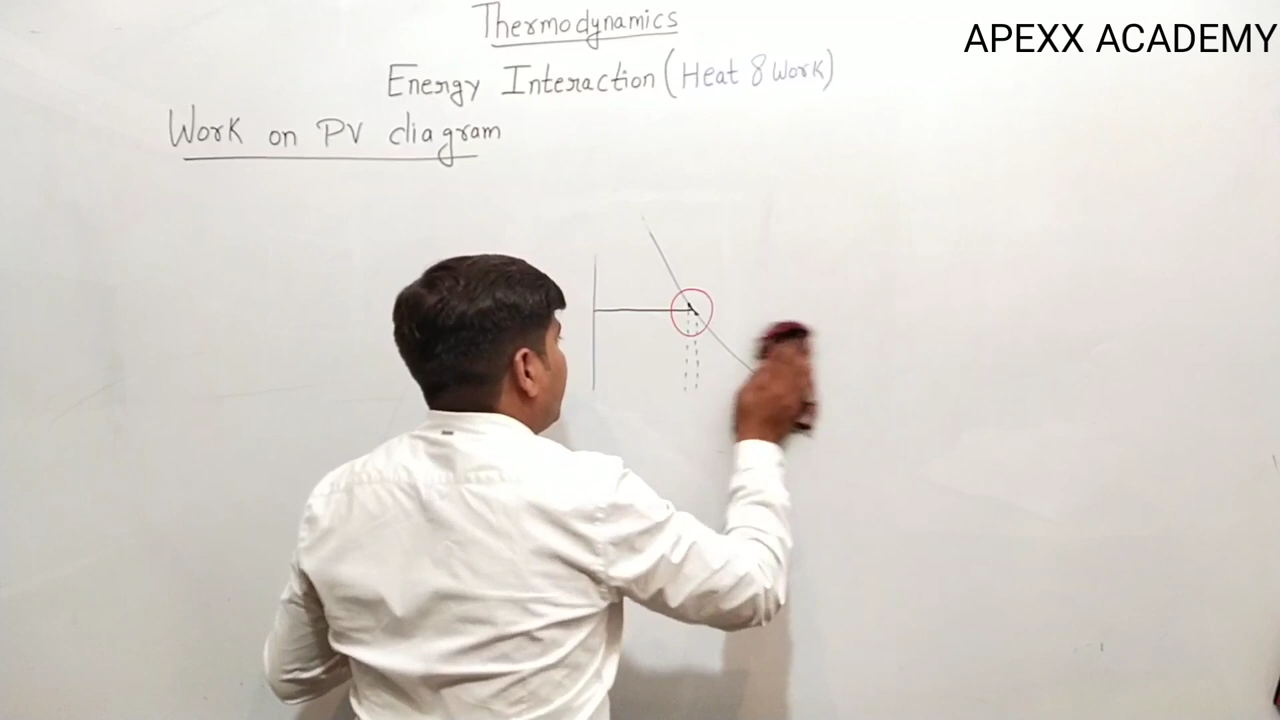 Thermodynamics
APEXX ACADEMY
Energy Interaction (Heat & Work)
Work on PV diagram